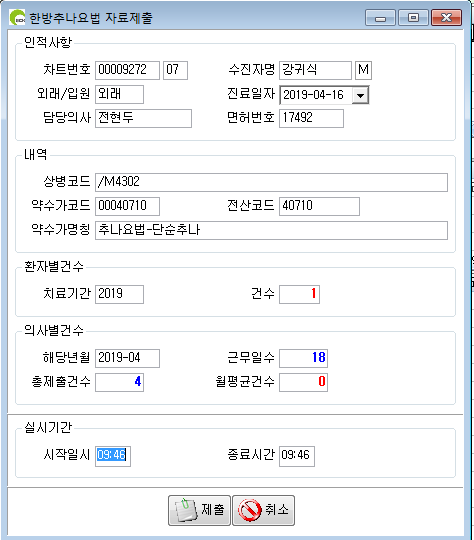 한방추나요법 자료제출
인적사항
차트번호 00009272 07 수진자명 강귀식 M
외래/입원 외래 진료일자 2019-04-16
담당의사 전현두 면허번호 17492
내역
상병코드 /M4302
약수가코드 00040710 전산코드 40710
약수가명칭 추나요법-단순추나
환자별건수
치료기간 2019 건수 1
의사별건수
해당년월 2019-04 근무일수 18
총제출건수 4 월평균건수 0
실시기간
시작일시 09:46 종료시간 09:46
제출 취소